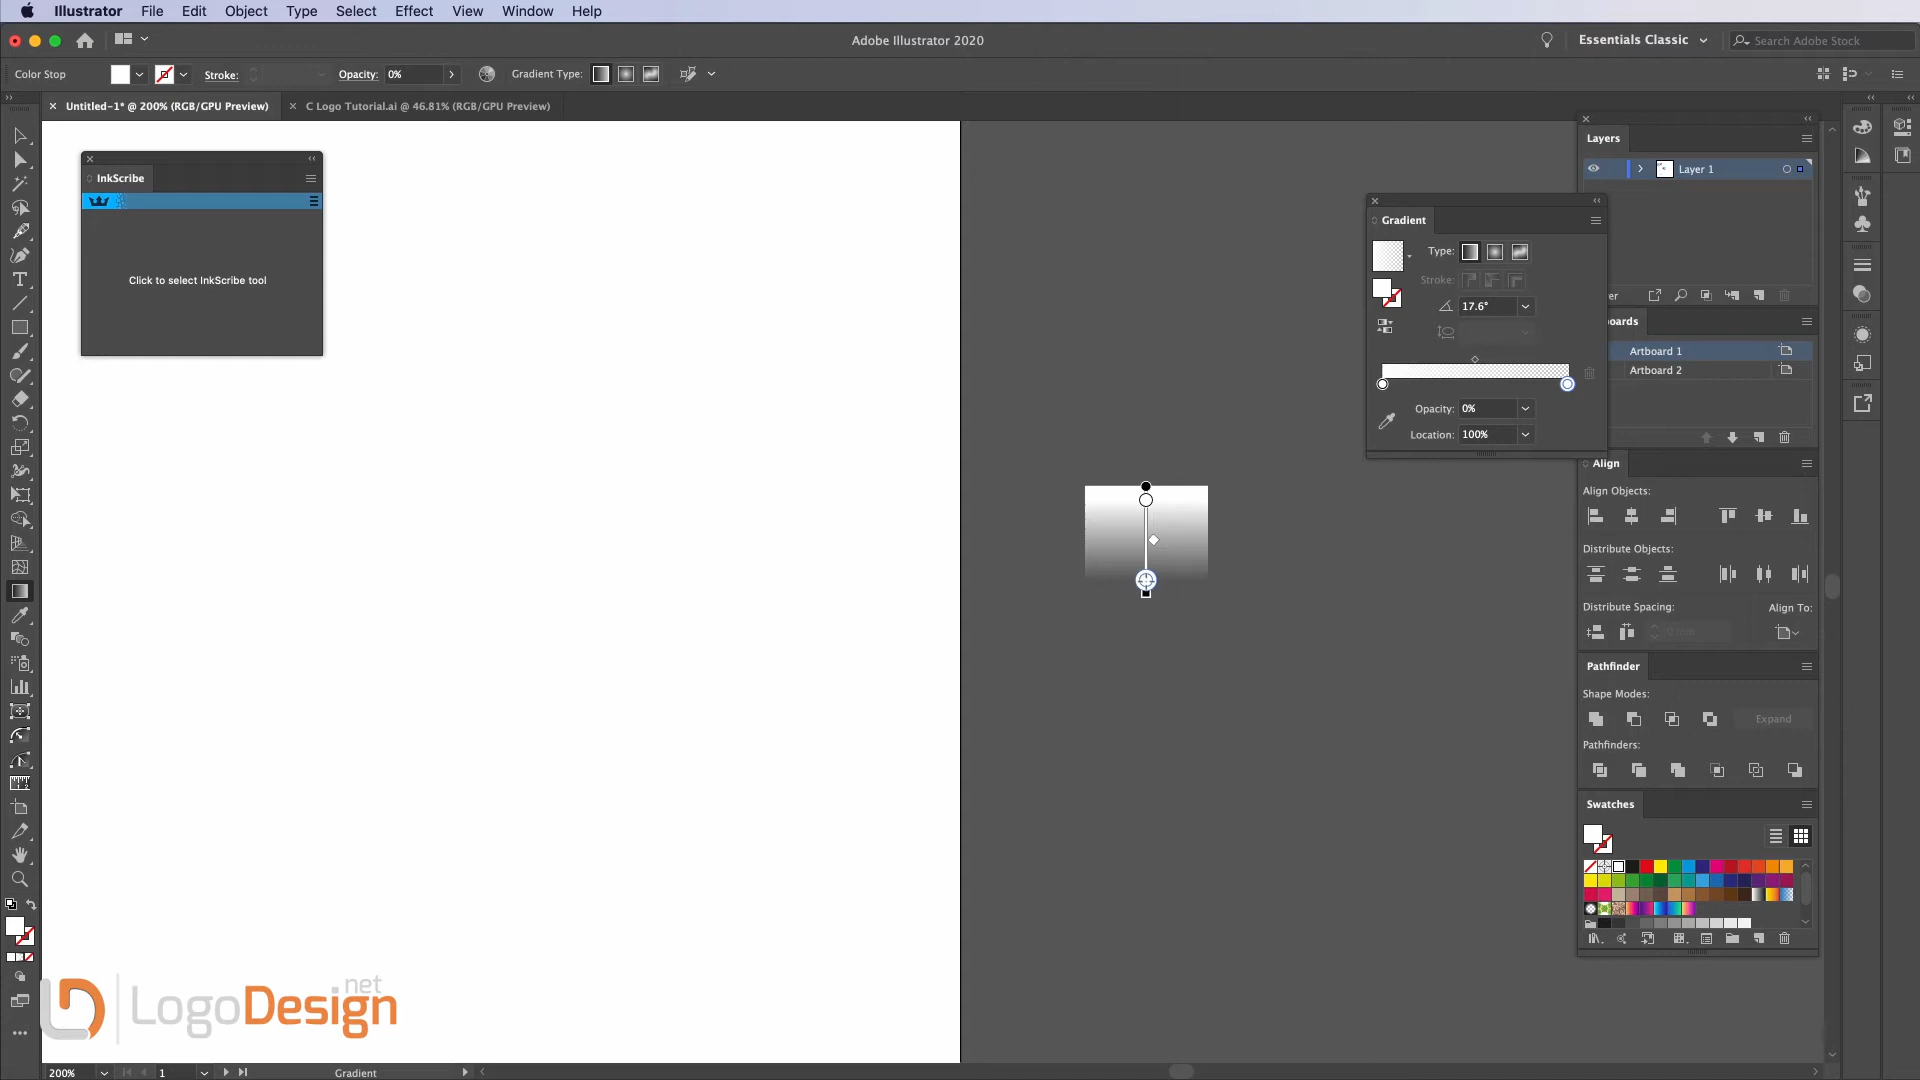 Illustrator File Edit Object Type Select Effect View Window Help
Adobe Illustrator 2020
Essentials Classic
Search Adobe Stock
Color Stop
Stroke:
Opacity: 0%
Gradient Type:
Untitled-1* @ 200% (RGB/GPU Preview)
C Logo Tutorial.ai @ 46.81% (RGB/GPU Preview)
InkScribe
Click to select InkScribe tool
Layers
Layer 1
Gradient
Type:
Stroke:
17.6°
Opacity: 0%
Location: 100%
er
oards
Artboard 1
Artboard 2
Align
Align Objects:
Distribute Objects:
Distribute Spacing:
Align To:
0 mm
Pathfinder
Shape Modes:
Expand
Pathfinders:
Swatches
LogoDesign
net
200%
1
Gradient